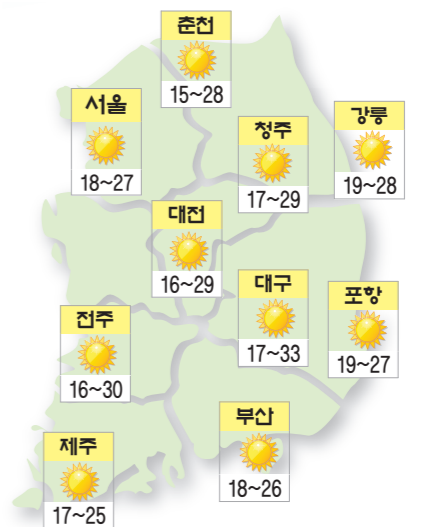 춘천
15~28
서울
18~27
강릉
19~28
청주
17~29
대전
16~29
대구
17~33
포항
19~27
전주
16~30
부산
18~26
제주
17~25